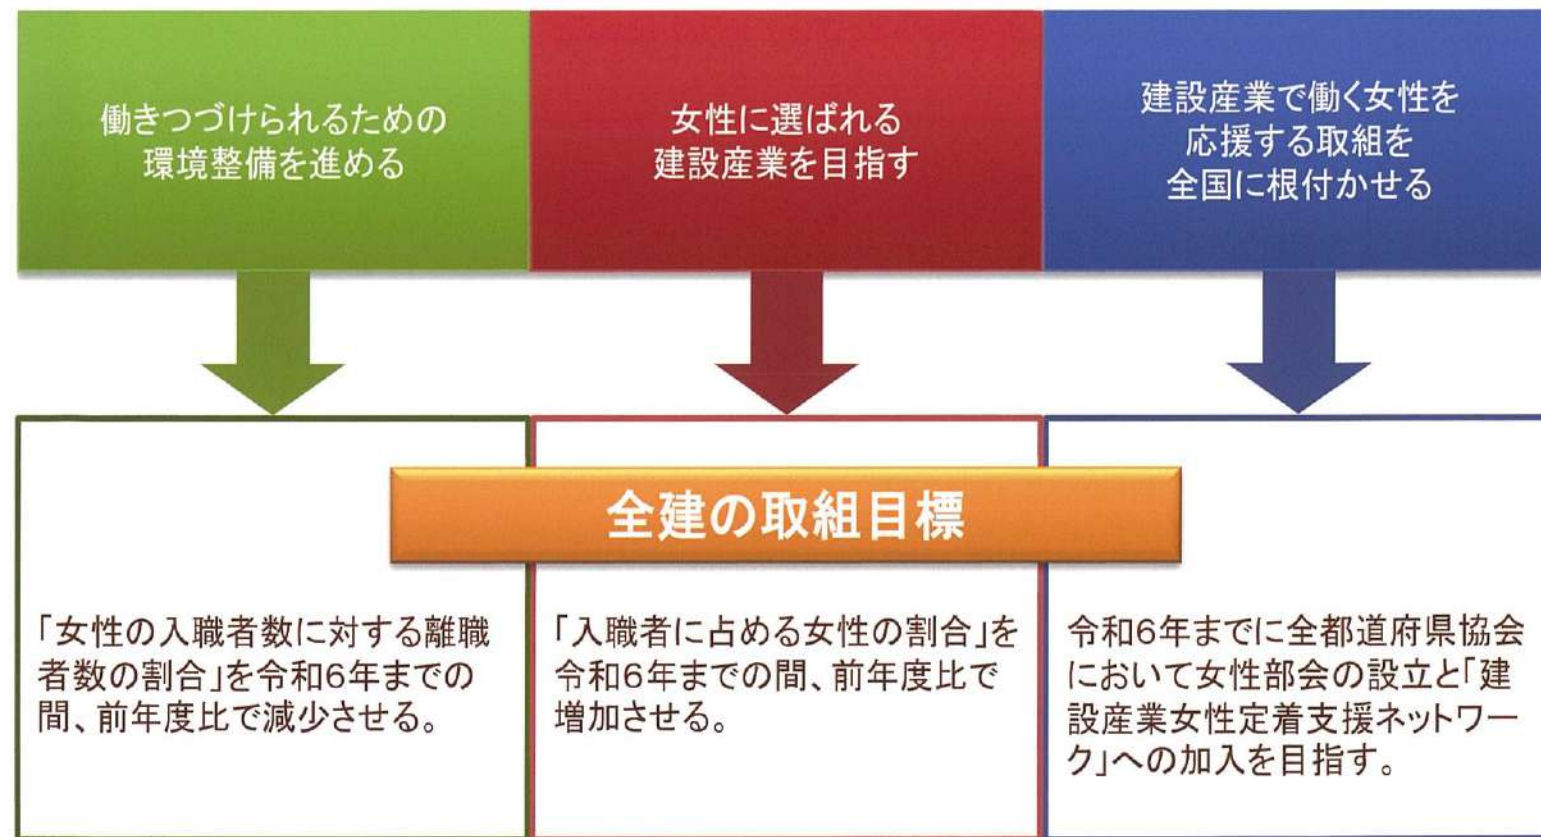 働きつづけられるための
環境整備を進める
女性に選ばれる
建設産業を目指す
建設産業で働く女性を
応援する取組を
全国に根付かせる
全建の取組目標
「女性の入職者数に対する離職
者数の割合」を令和6年までの
間、前年度比で減少させる。
「入職者に占める女性の割合」を
令和6年までの間、前年度比で
増加させる。
令和6年までに全都道府県協会
において女性部会の設立と「建
設産業女性定着支援ネットワー
ク」への加入を目指す。